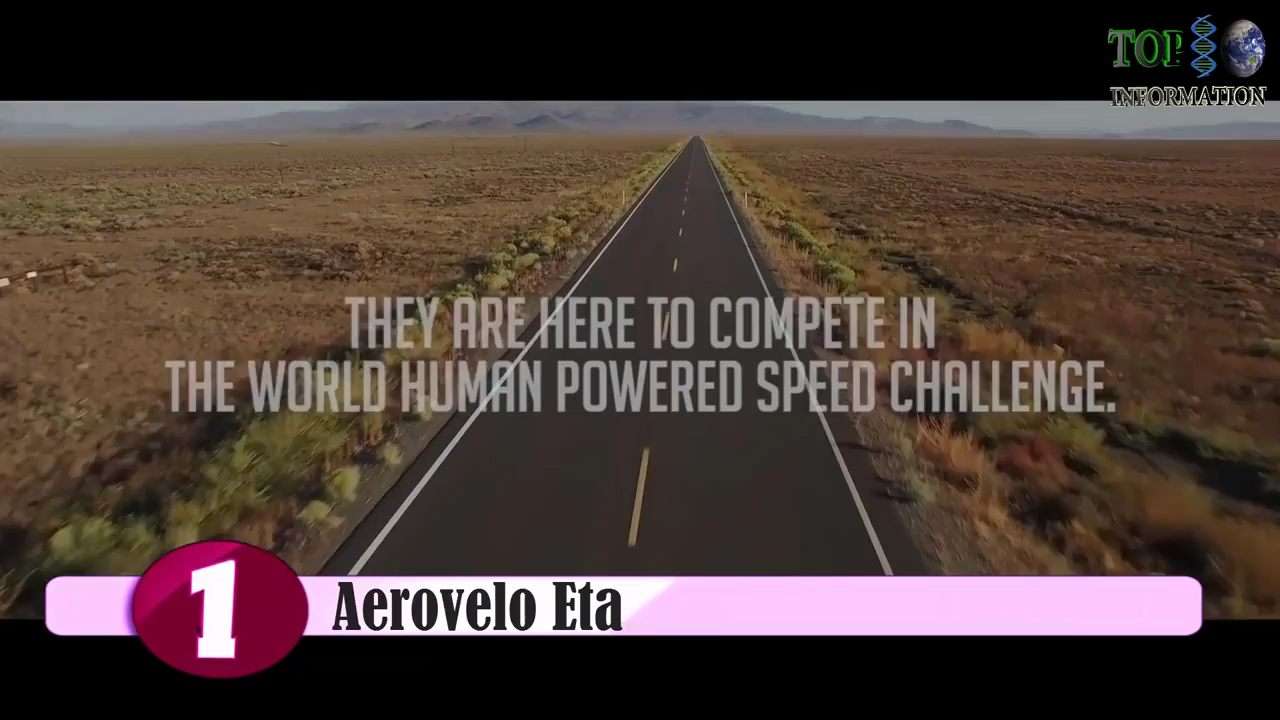 TOP
INFORMATION
THEY ARE HERE TO COMPETE IN
THE WORLD HUMAN POWERED SPEED CHALLENGE.
1
Aerovelo Eta